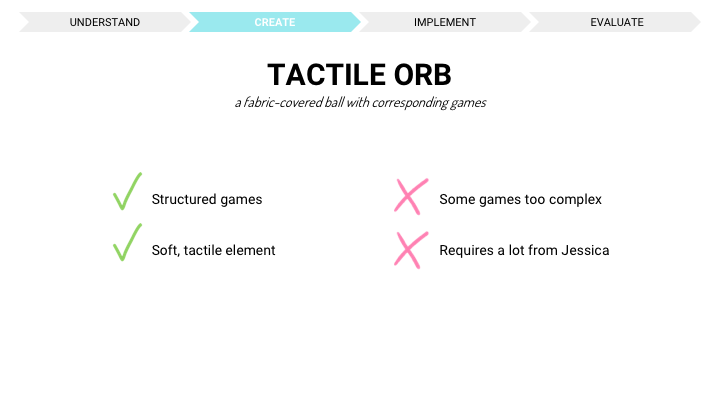 UNDERSTAND
CREATE
IMPLEMENT
EVALUATE
TACTILE ORB
a fabric-covered ball with corresponding games
Structured games
Some games too complex
Soft, tactile element
Requires a lot from Jessica